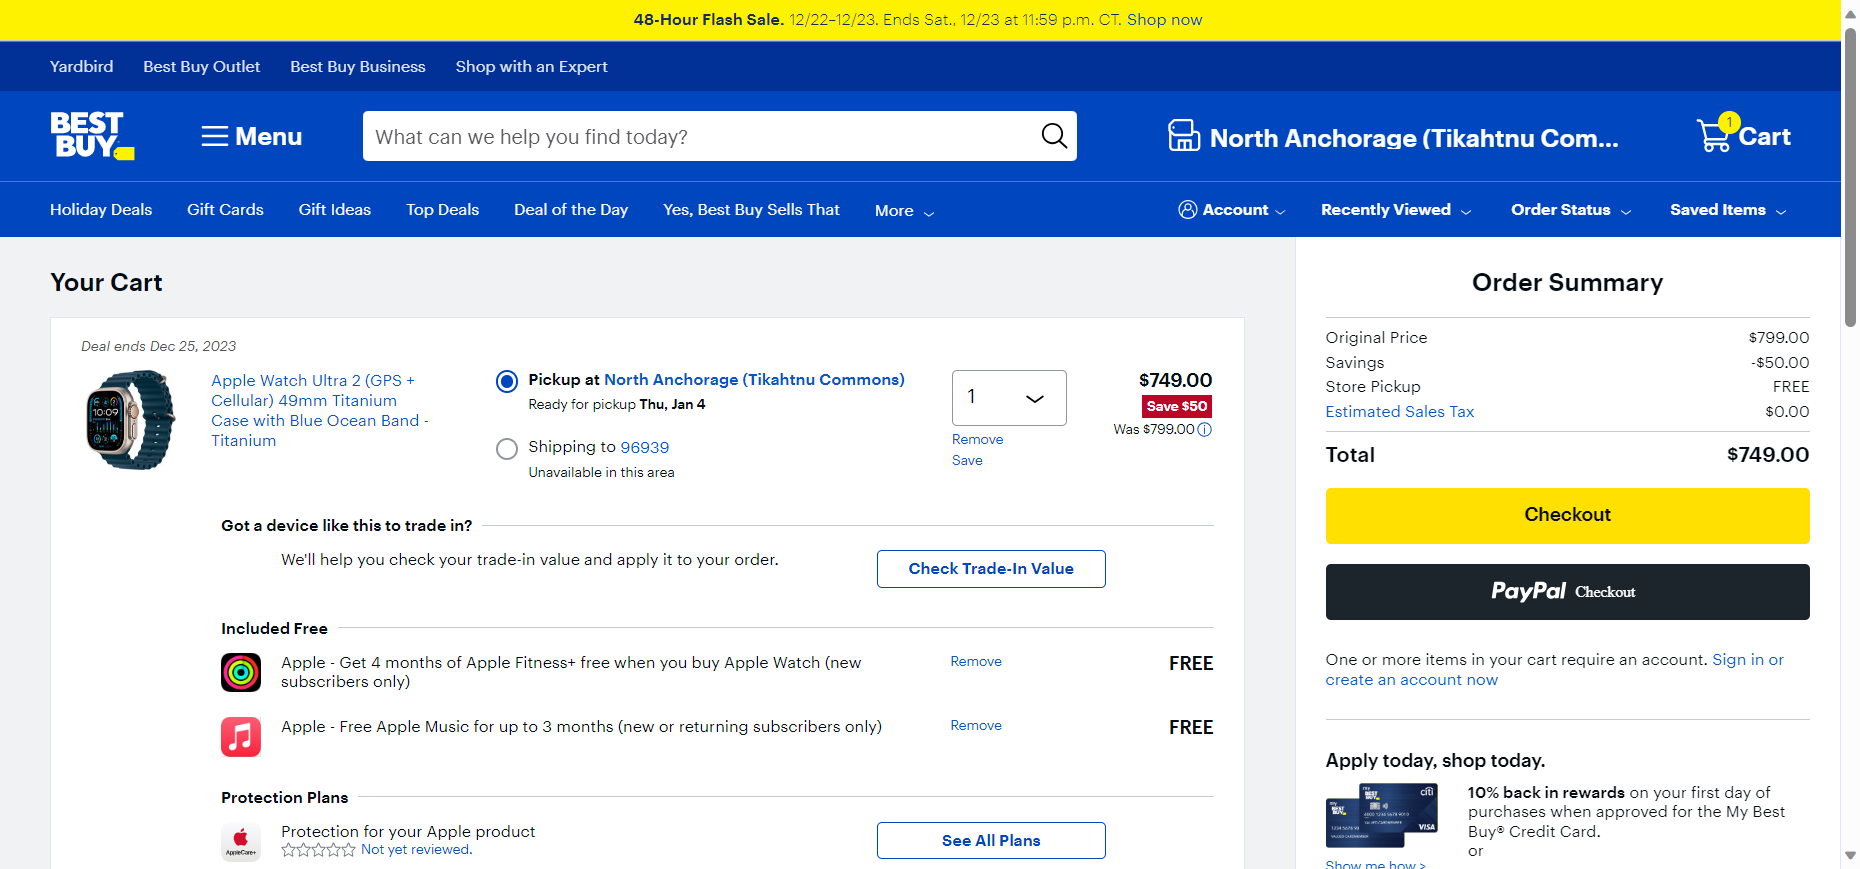 48-Hour Flash Sale. 12/22–12/23. Ends Sat., 12/23 at 11:59 p.m. CT. Shop now
Yardbird Best Buy Outlet Best Buy Business Shop with an Expert
BEST BUY
Menu
What can we help you find today?
North Anchorage (Tikahtnu Com...
1
Cart
Holiday Deals Gift Cards Gift Ideas Top Deals Deal of the Day Yes, Best Buy Sells That More
Account Recently Viewed Order Status Saved Items
Your Cart
Deal ends Dec 25, 2023
Apple Watch Ultra 2 (GPS +
Cellular) 49mm Titanium
Case with Blue Ocean Band -
Titanium
Pickup at North Anchorage (Tikahtnu Commons)
Ready for pickup Thu, Jan 4
Shipping to 96939
Unavailable in this area
1
Remove
Save
$749.00
Save $50
Was $799.00
Got a device like this to trade in?
We'll help you check your trade-in value and apply it to your order.
Check Trade-In Value
Included Free
Apple - Get 4 months of Apple Fitness+ free when you buy Apple Watch (new
subscribers only)
Remove
FREE
Apple - Free Apple Music for up to 3 months (new or returning subscribers only)
Remove
FREE
Protection Plans
AppleCare+
Protection for your Apple product
Not yet reviewed.
See All Plans
Order Summary
Original Price $799.00
Savings -$50.00
Store Pickup FREE
Estimated Sales Tax $0.00
Total $749.00
Checkout
PayPal Checkout
One or more items in your cart require an account. Sign in or
create an account now
Apply today, shop today.
my BEST BUY
citi
VISA
10% back in rewards on your first day of
purchases when approved for the My Best
Buy® Credit Card.
or
Show me how >